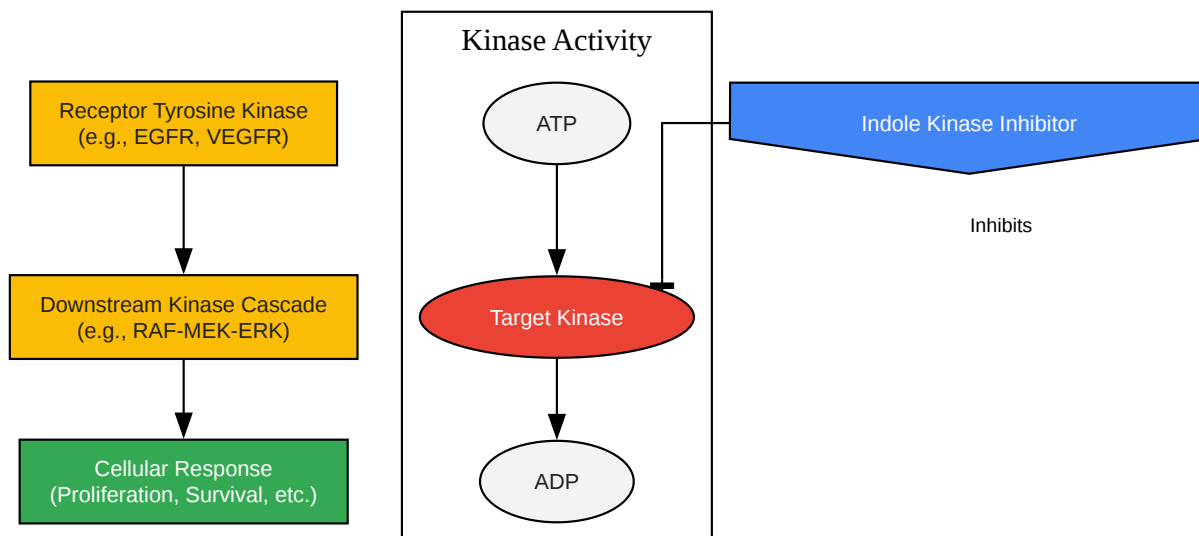 Kinase Activity
Receptor Tyrosine Kinase
(e.g., EGFR, VEGFR)
ATP
Indole Kinase Inhibitor
Inhibits
Downstream Kinase Cascade
(e.g., RAF-MEK-ERK)
Target Kinase
Cellular Response
(Proliferation, Survival, etc.)
ADP